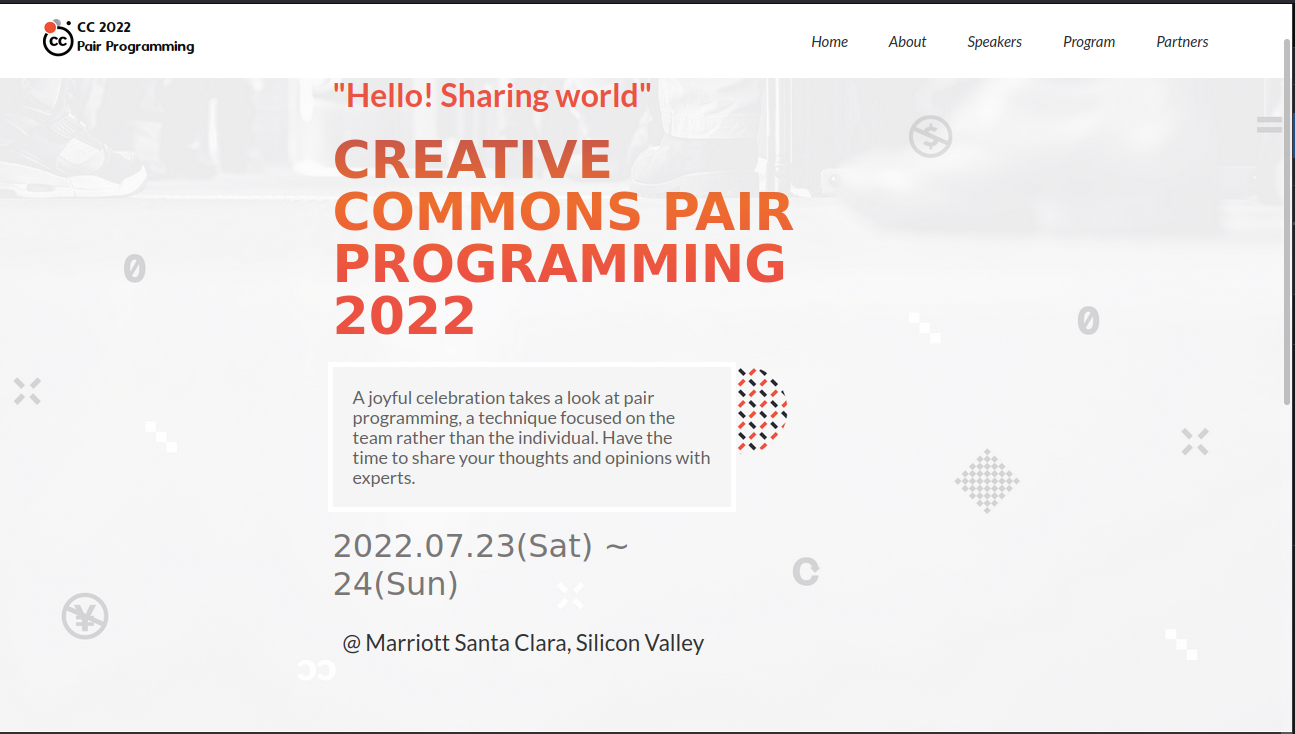 CC 2022
Pair Programming
Home About Speakers Program Partners
"Hello! Sharing world"
CREATIVE
COMMONS PAIR
PROGRAMMING
2022
A joyful celebration takes a look at pair
programming, a technique focused on the
team rather than the individual. Have the
time to share your thoughts and opinions with
experts.
2022.07.23(Sat) ~
24(Sun)
@ Marriott Santa Clara, Silicon Valley